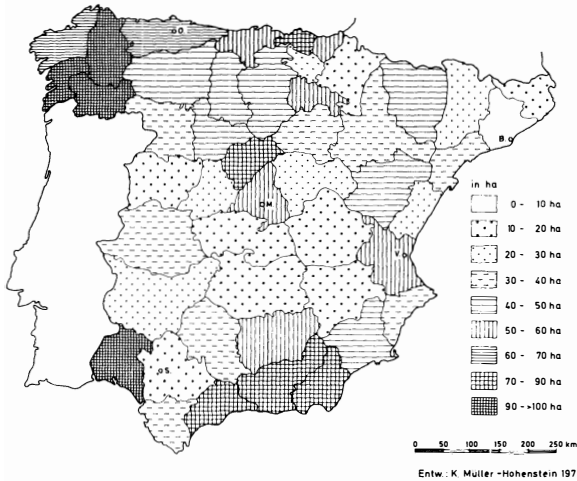 O.
B.
M.
V.
S.
in ha
0 - 10 ha
10 - 20 ha
20 - 30 ha
30 - 40 ha
40 - 50 ha
50 - 60 ha
60 - 70 ha
70 - 90 ha
90 - >100 ha
0 50 100 150 200 250 km
Entw.: K. Müller-Hohenstein 197